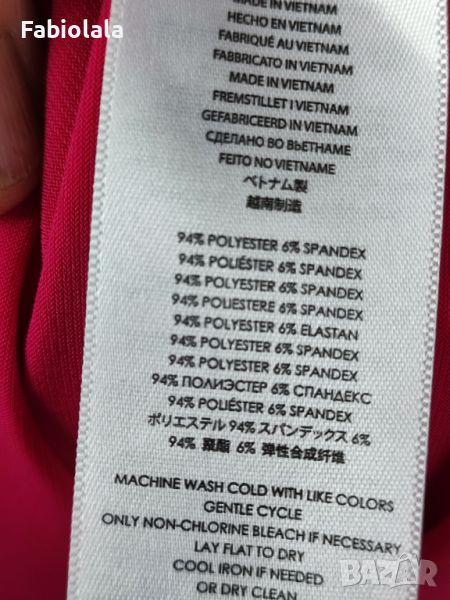 Fabiolala
MADE IN VIETNAM
HECHO EN VIETNAM
FABRIQUÉ AU VIETNAM
FABBRICATO IN VIETNAM
MADE IN VIETNAM
FREMSTILLET I VIETNAM
GEFABRICEERD IN VIETNAM
СДЕЛАНО ВО ВЬЕТНАМЕ
FEITO NO VIETNAME
ベトナム製
越南制造
94% POLYESTER 6% SPANDEX
94% POLIÉSTER 6% SPANDEX
94% POLYESTER 6% SPANDEX
94% POLIESTERE 6% SPANDEX
94% POLYESTER 6% ELASTAN
94% POLYESTER 6% SPANDEX
94% POLYESTER 6% SPANDEX
94% ПОЛИЭСТЕР 6% СПАНДЕКС
94% POLIÉSTER 6% SPANDEX
ポリエステル 94% スパンデックス 6%
94% 聚酯 6% 弹性合成纤维
MACHINE WASH COLD WITH LIKE COLORS
GENTLE CYCLE
ONLY NON-CHLORINE BLEACH IF NECESSARY
LAY FLAT TO DRY
COOL IRON IF NEEDED
OR DRY CLEAN
BAZAR